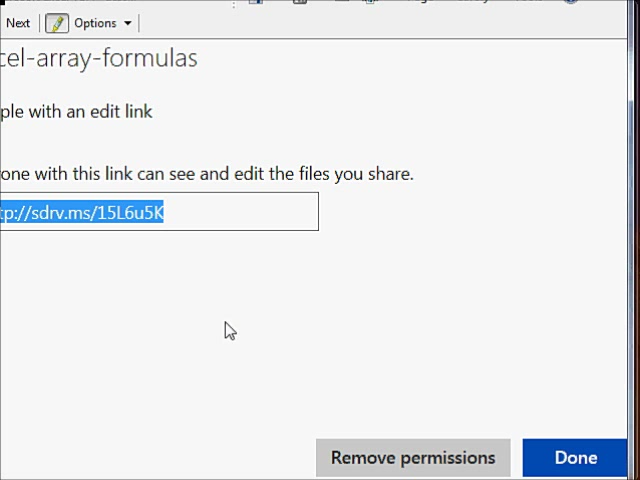 Next Options
cel-array-formulas
ple with an edit link
one with this link can see and edit the files you share.
tp://sdrv.ms/15L6u5K
Remove permissions Done